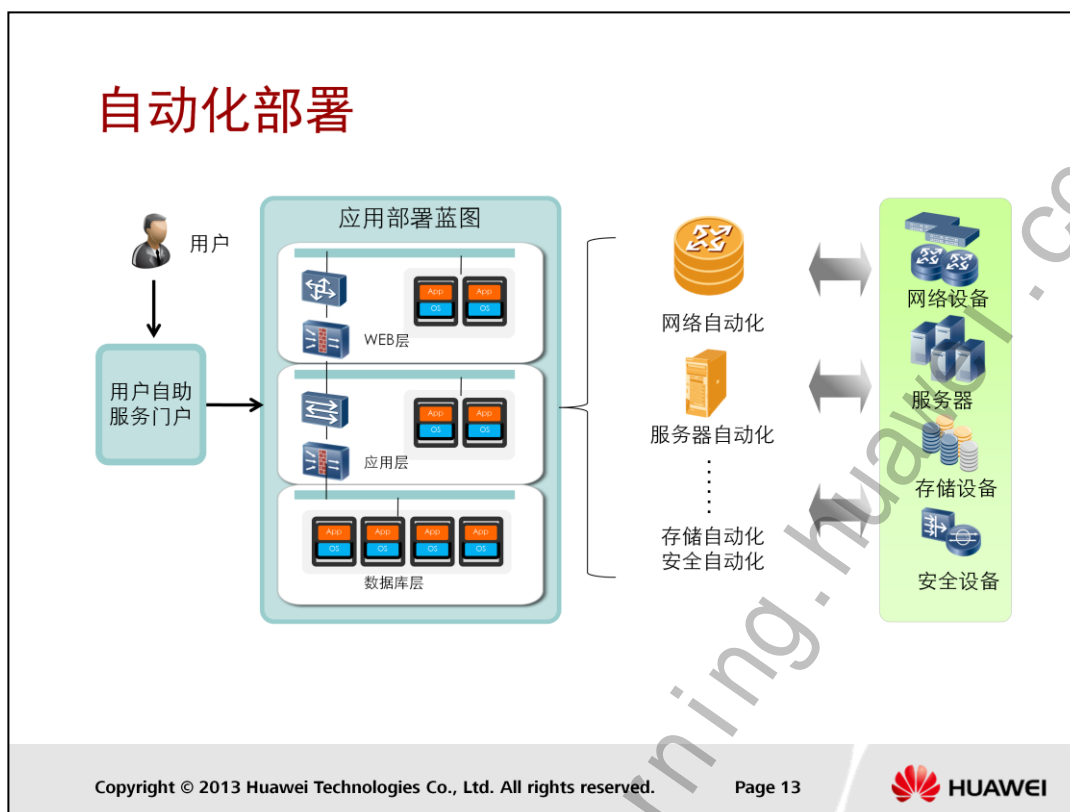 自动化部署
用户
用户自助
服务门户
应用部署蓝图
App
App
OS
OS
WEB层
App
App
OS
OS
应用层
App
App
App
App
OS
OS
OS
OS
数据库层
网络自动化
服务器自动化
存储自动化
安全自动化
网络设备
服务器
存储设备
安全设备
rning.huawei.co
Copyright © 2013 Huawei Technologies Co., Ltd. All rights reserved.
Page 13
HUAWEI